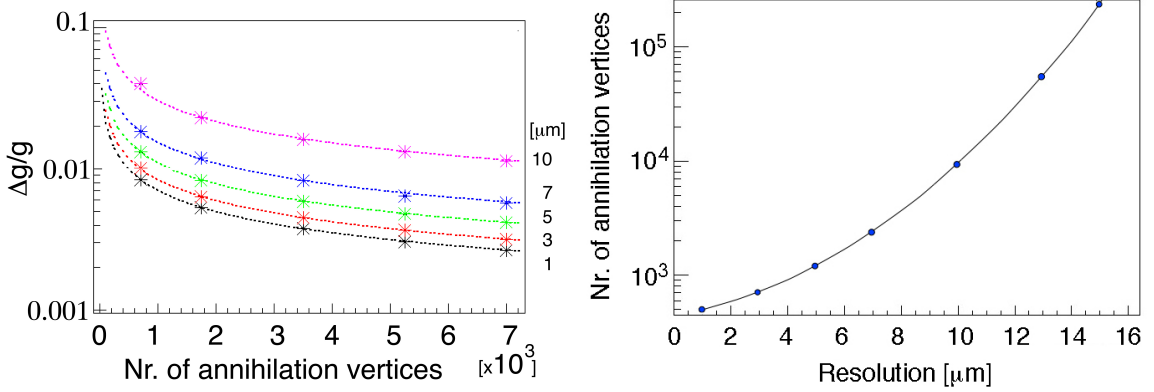 0.1
0.01
0.001
Δg/g
0 1 2 3 4 5 6 7
Nr. of annihilation vertices [x10³]
[μm]
10
7
5
3
1
Nr. of annihilation vertices
10⁵
10⁴
10³
0 2 4 6 8 10 12 14 16
Resolution [μm]